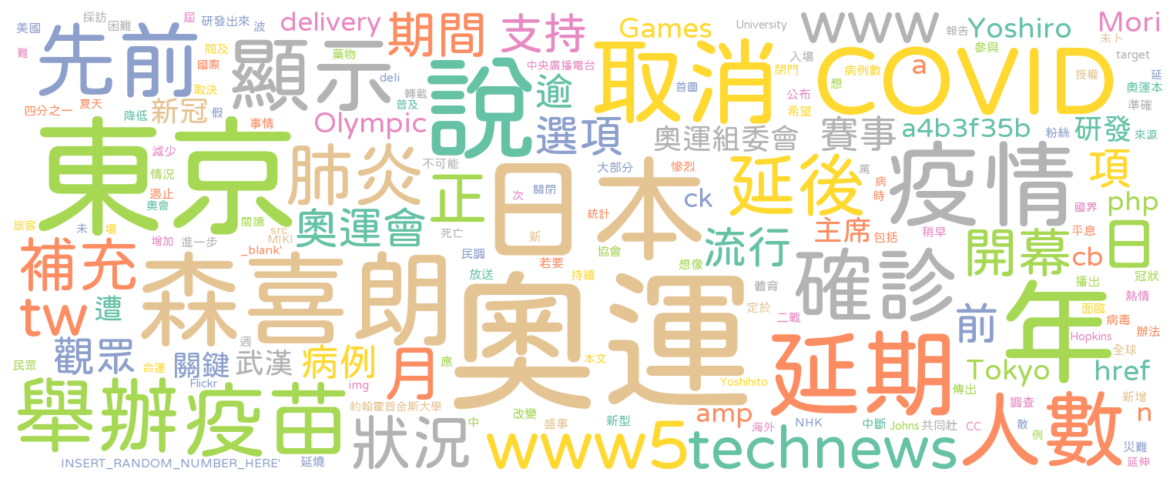 美國 採訪 困難 研發出來 波 屆 delivery 期間 支持 Games University WWW 報告 Yoshiro Mori
難 先前 問及 國際 顯示 藥物 中央廣播電台 取消 閉門 入場 a 參與 未卜 target
取決 deli 說 逾 首圖 病例數 想 COVID 授權 延
四分之一 夏天 降低 新冠 假 轉載 普及 公布 希望 奧運本 準確
事情 Olympic 選項 奧運組委會 賽事 a4b3f35b 粉絲 研發 來源
東京 減少 情況 遏止 奧會 肺炎 不可能 大部分 慘烈 延後 萬 病 時 疫情 國界 項
閱讀 正 次 關閉 日本 ck php
旅客 未 場 src MIKI 奧運會 死亡 新 統計 流行 主席 包括 稍早 平息 日
補充 增加 進一步 _blank' 民調 協會 開幕 cb 冠狀
森喜朗 放送 若要 想像 持續 體育 確診 播出 熱情
tw 遭 奧運 定於 二戰 前 年 面臨 病毒 辦法
觀眾 週 關鍵 武漢 病例 月 應 本文 延期 Hopkins 全球
民眾 命運 Flickr img Yoshihito Tokyo href
舉辦 疫苗 約翰霍普金斯大學 中 改變 盛事 新型 amp 海外 NHK 中斷 傳出 Johns 共同社 CC 調查 散 例 人數 新增 n
狀況 www5 technews 災難
INSERT_RANDOM_NUMBER_HERE' 延燒 延伸